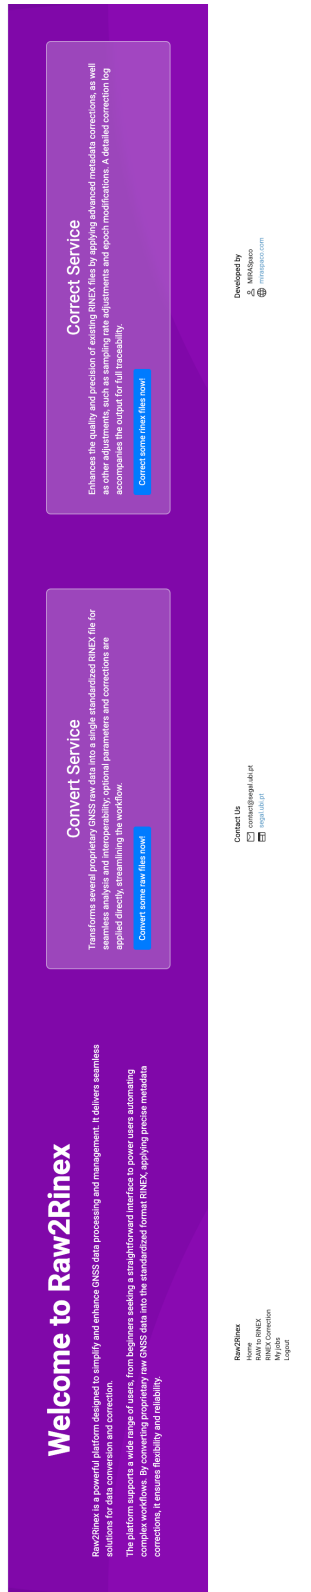 Welcome to Raw2Rinex
Raw2Rinex is a powerful platform designed to simplify and enhance GNSS data processing and management. It delivers seamless
solutions for data conversion and correction.
The platform supports a wide range of users, from beginners seeking a straightforward interface to power users automating
complex workflows. By converting proprietary raw GNSS data into the standardized format RINEX, applying precise metadata
corrections, it ensures flexibility and reliability.
Convert Service
Transforms several proprietary GNSS raw data into a single standardized RINEX file for
seamless analysis and interoperability; optional parameters and corrections are
applied directly, streamlining the workflow.
Convert some raw files now!
Correct Service
Enhances the quality and precision of existing RINEX files by applying advanced metadata corrections, as well
as other adjustments, such as sampling rate adjustments and epoch modifications. A detailed correction log
accompanies the output for full traceability.
Correct some rinex files now!
Raw2Rinex
Home
RAW to RINEX
RINEX Correction
My jobs
Logout
Contact Us
contact@segal.ubi.pt
segal.ubi.pt
Developed by
MIRASpaco
miraspaco.com